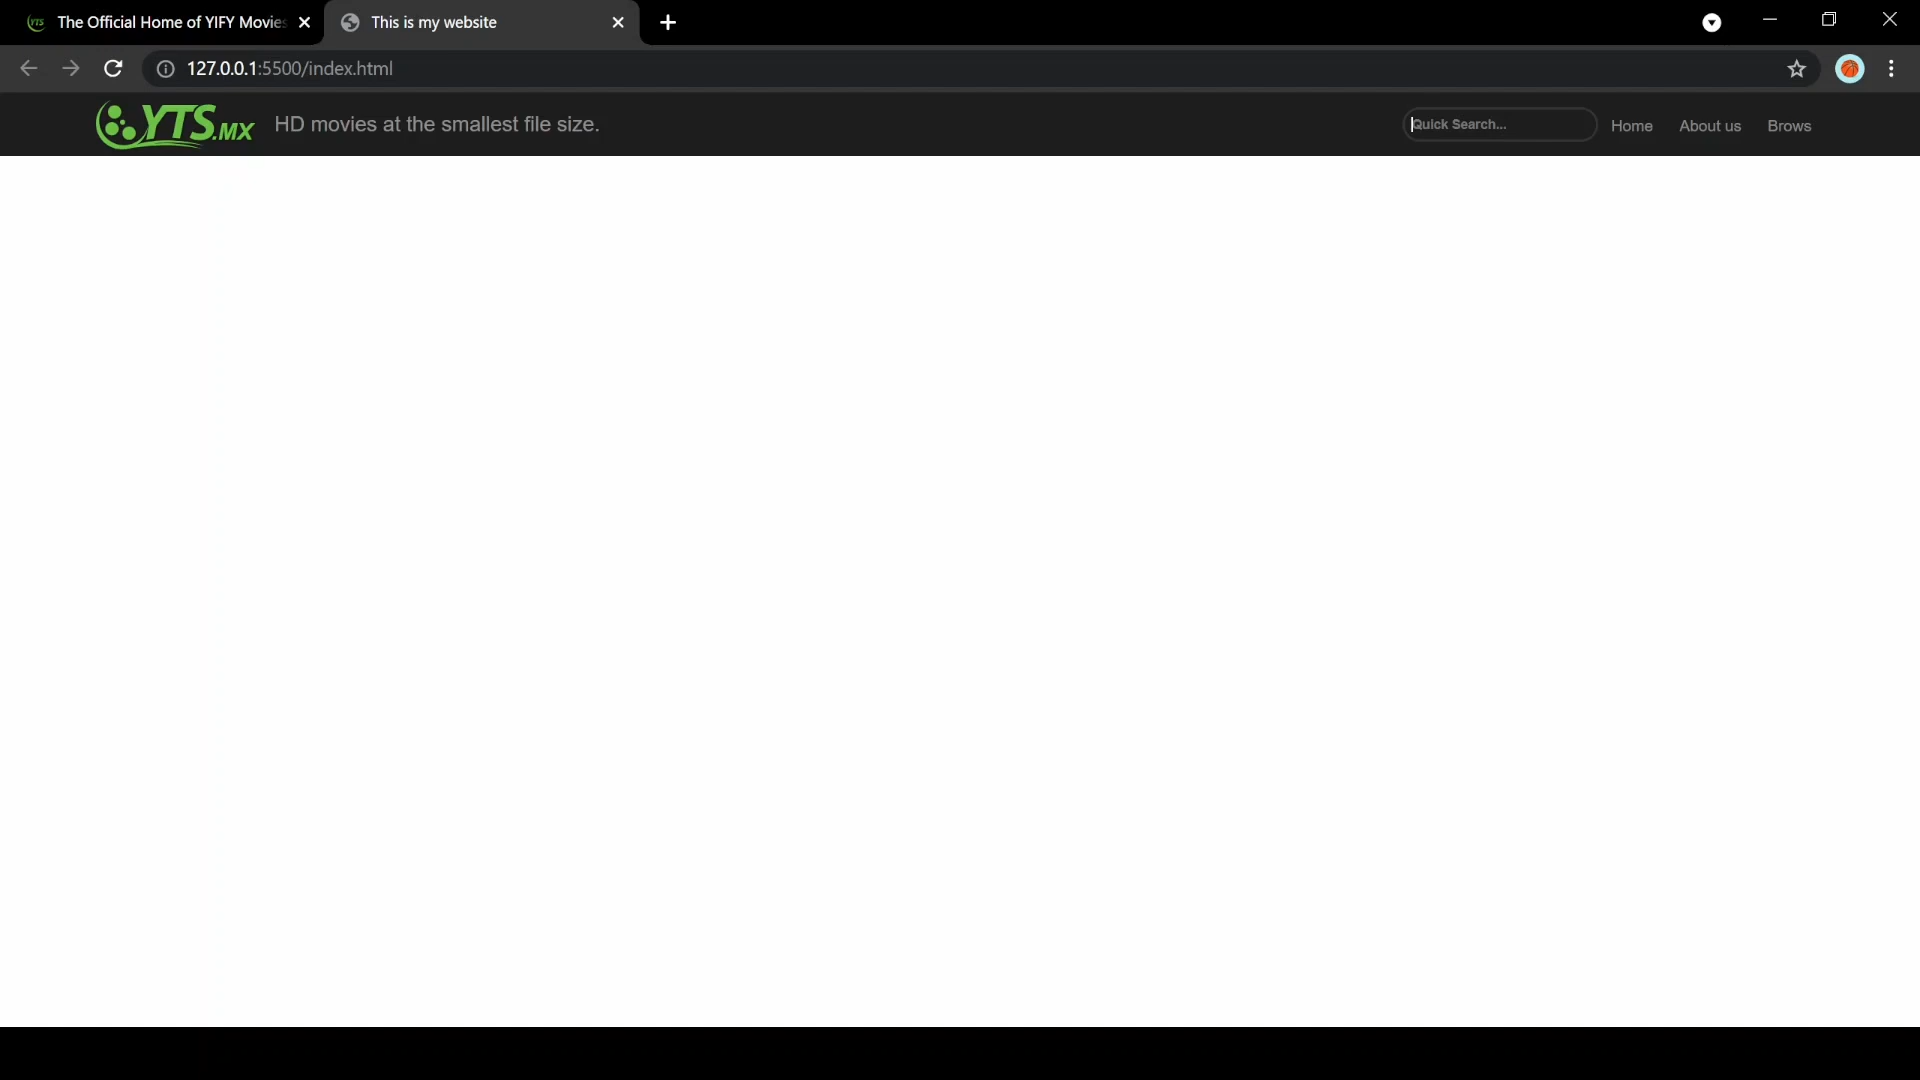 The Official Home of YIFY Movies
This is my website
127.0.0.1:5500/index.html
YTS.MX
HD movies at the smallest file size.
Quick Search...
Home
About us
Brows